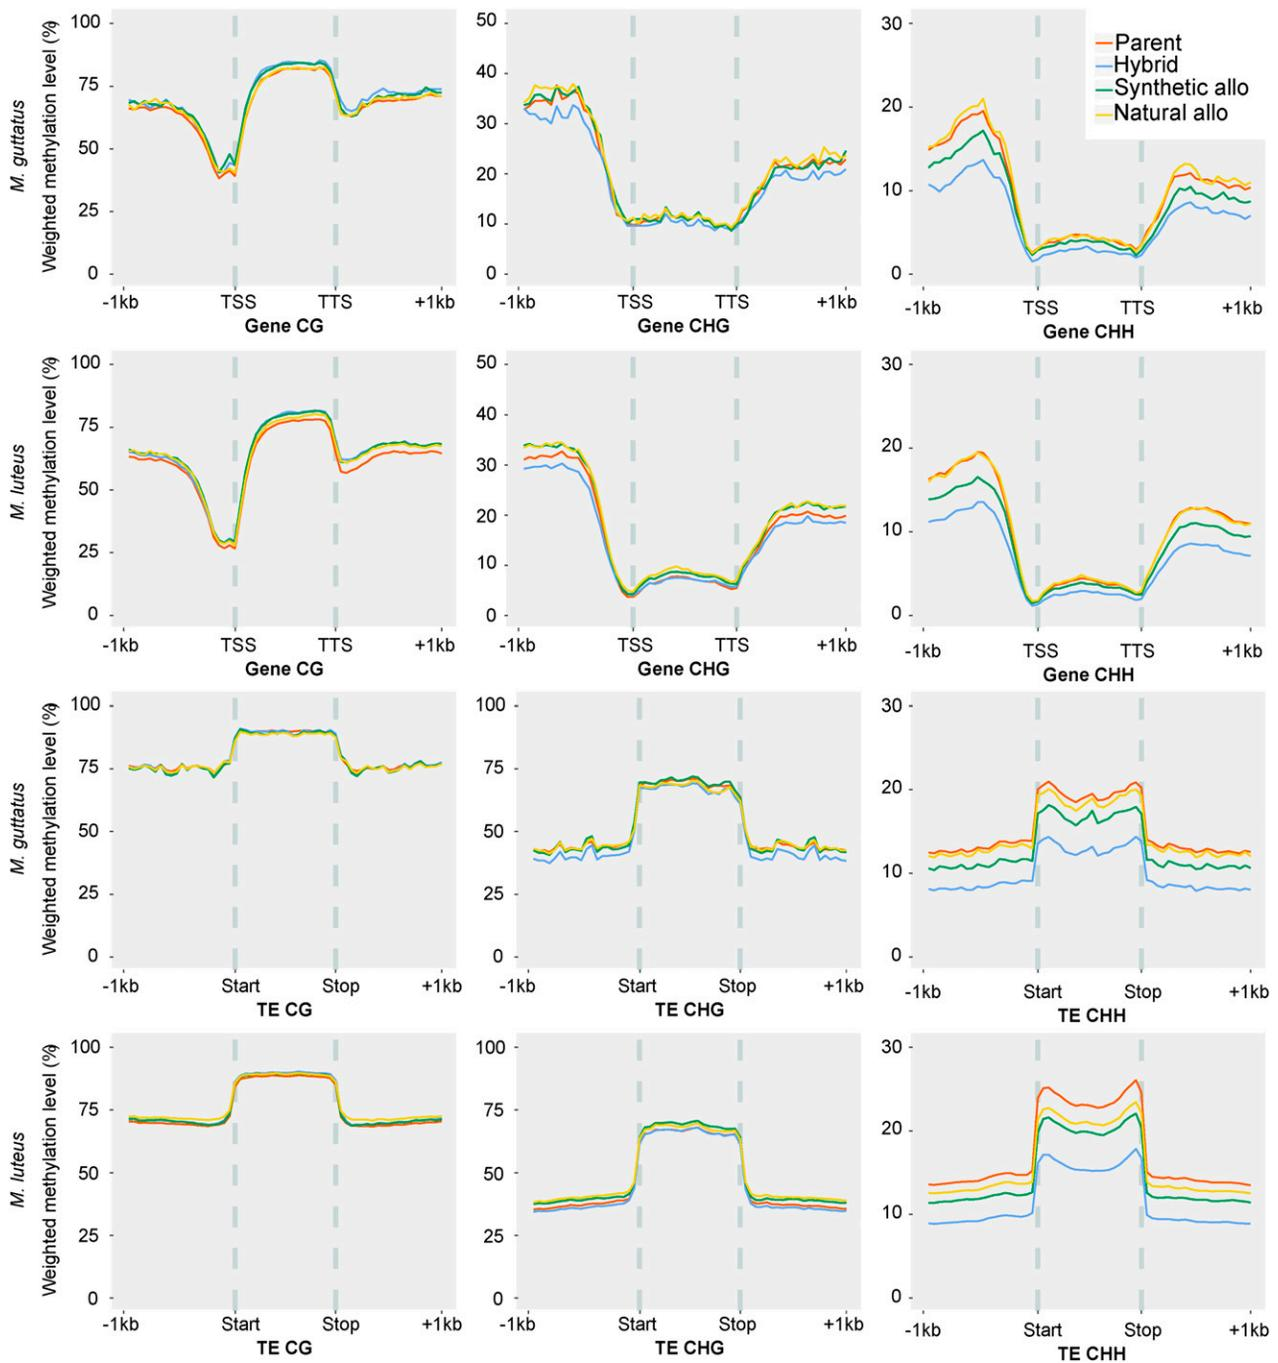 Parent
Hybrid
Synthetic allo
Natural allo
M. guttatus
Weighted methylation level (%)
100
75
50
25
0
-1kb TSS TTS +1kb
Gene CG
50
40
30
20
10
0
-1kb TSS TTS +1kb
Gene CHG
30
20
10
0
-1kb TSS TTS +1kb
Gene CHH
M. luteus
Weighted methylation level (%)
100
75
50
25
0
-1kb TSS TTS +1kb
Gene CG
50
40
30
20
10
0
-1kb TSS TTS +1kb
Gene CHG
30
20
10
0
-1kb TSS TTS +1kb
Gene CHH
M. guttatus
Weighted methylation level (%)
100
75
50
25
0
-1kb Start Stop +1kb
TE CG
100
75
50
25
0
-1kb Start Stop +1kb
TE CHG
30
20
10
0
-1kb Start Stop +1kb
TE CHH
M. luteus
Weighted methylation level (%)
100
75
50
25
0
-1kb Start Stop +1kb
TE CG
100
75
50
25
0
-1kb Start Stop +1kb
TE CHG
30
20
10
0
-1kb Start Stop +1kb
TE CHH